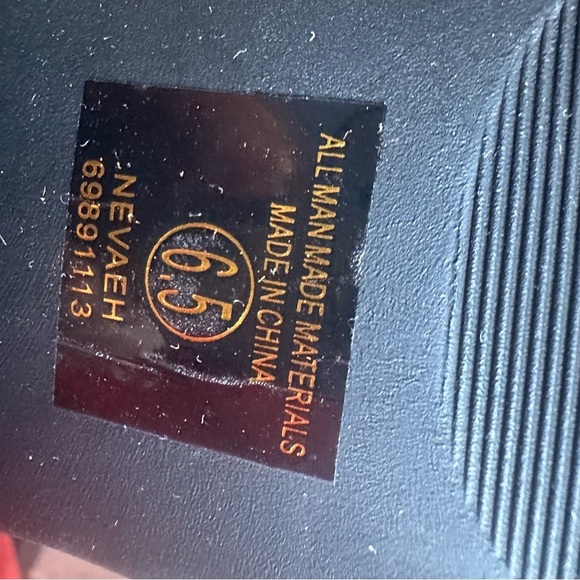 ALL MAN MADE MATERIALS
MADE IN CHINA
6.5
NEVAEH
69891113